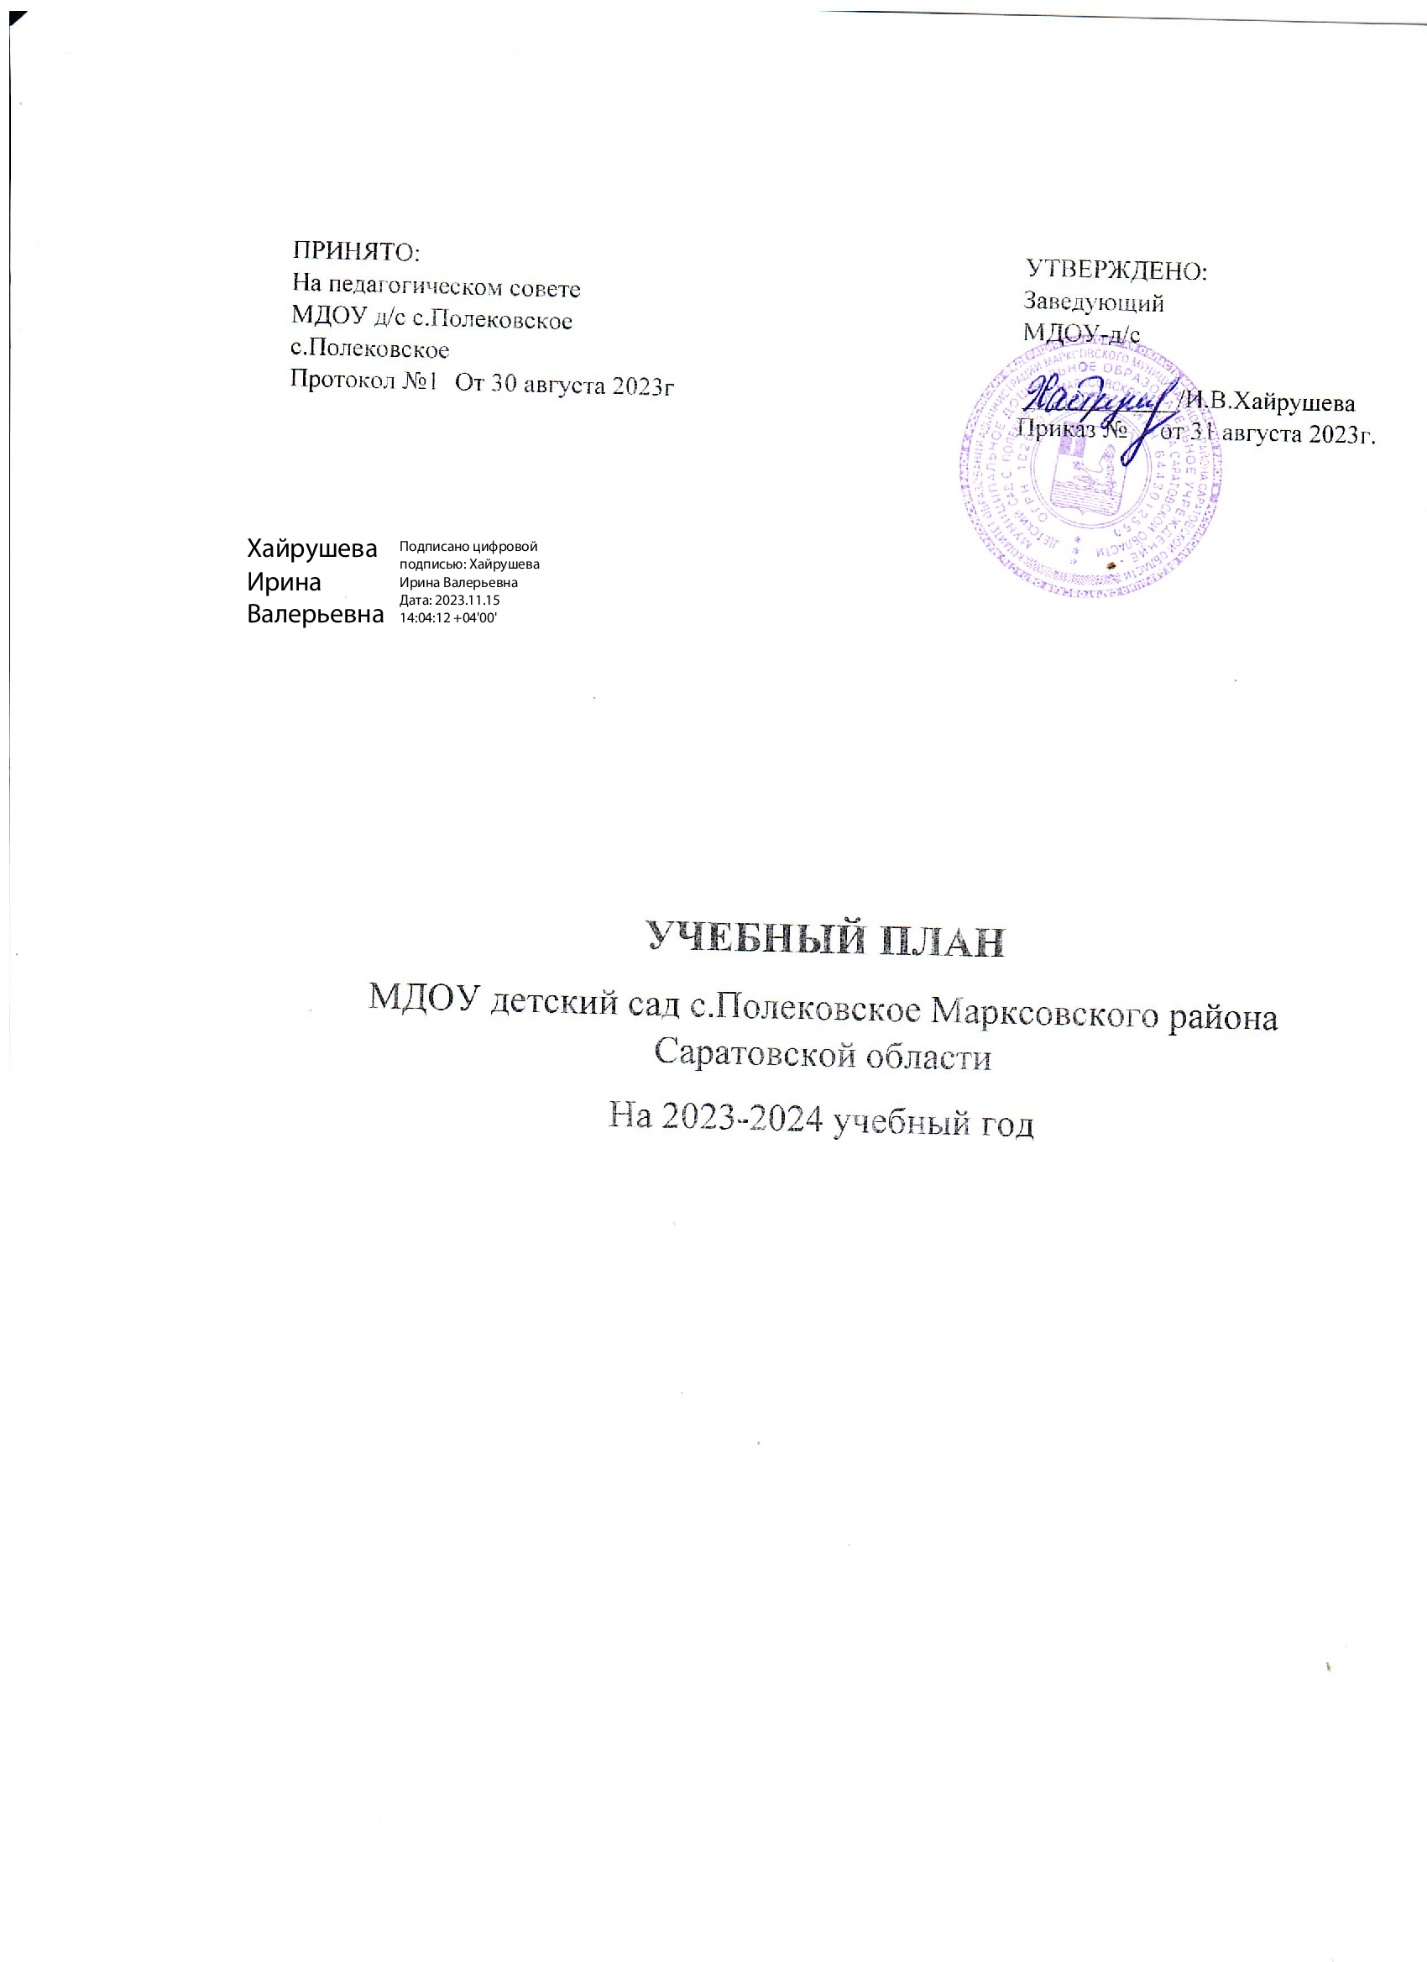 ПРИНЯТО:
На педагогическом совете
МДОУ д/с с.Полековское
с.Полековское
Протокол №1 От 30 августа 2023г
УТВЕРЖДЕНО:
Заведующий
МДОУ-д/с
/И.В.Хайрушева
Приказ № от 31 августа 2023г.
Хайрушева
Ирина
Валерьевна
Подписано цифровой
подписью: Хайрушева
Ирина Валерьевна
Дата: 2023.11.15
14:04:12 +04'00'
УЧЕБНЫЙ ПЛАН
МДОУ детский сад с.Полековское Марксовского района
Саратовской области
На 2023-2024 учебный год